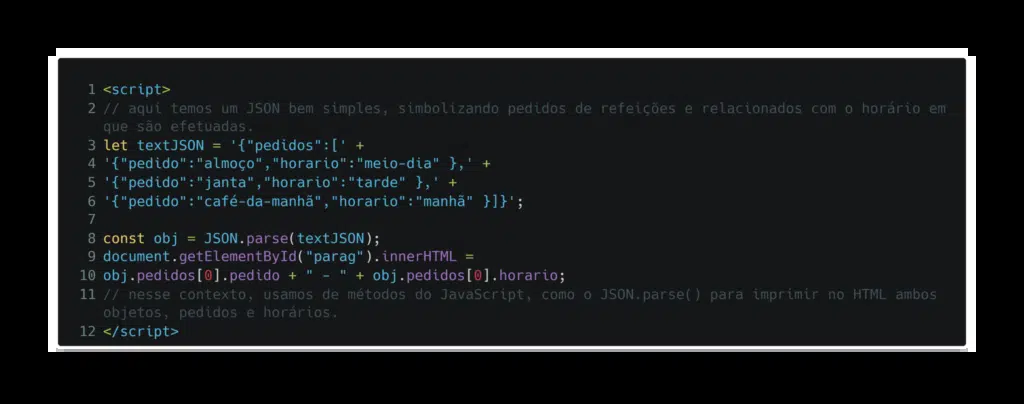 1 <script>
2 // aqui temos um JSON bem simples, simbolizando pedidos de refeições e relacionados com o horário em
que são efetuadas.
3 let textJSON = '{"pedidos":[' +
4 '{"pedido":"almoço","horario":"meio-dia" },' +
5 '{"pedido":"janta","horario":"tarde" },' +
6 '{"pedido":"café-da-manhã","horario":"manhã" }]}';
7
8 const obj = JSON.parse(textJSON);
9 document.getElementById("parag").innerHTML =
10 obj.pedidos[0].pedido + " - " + obj.pedidos[0].horario;
11 // nesse contexto, usamos de métodos do JavaScript, como o JSON.parse() para imprimir no HTML ambos
objetos, pedidos e horários.
12 </script>